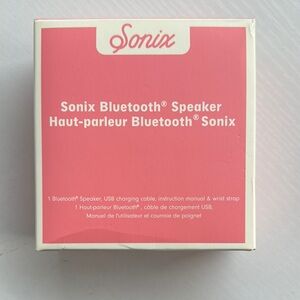 Sonix
Sonix Bluetooth® Speaker
Haut-parleur Bluetooth® Sonix
1 Bluetooth® Speaker, USB charging cable, instruction manual & wrist strap
1 Haut-parleur Bluetooth®, câble de chargement USB,
Manuel de l'utilisateur et courroie de poignet